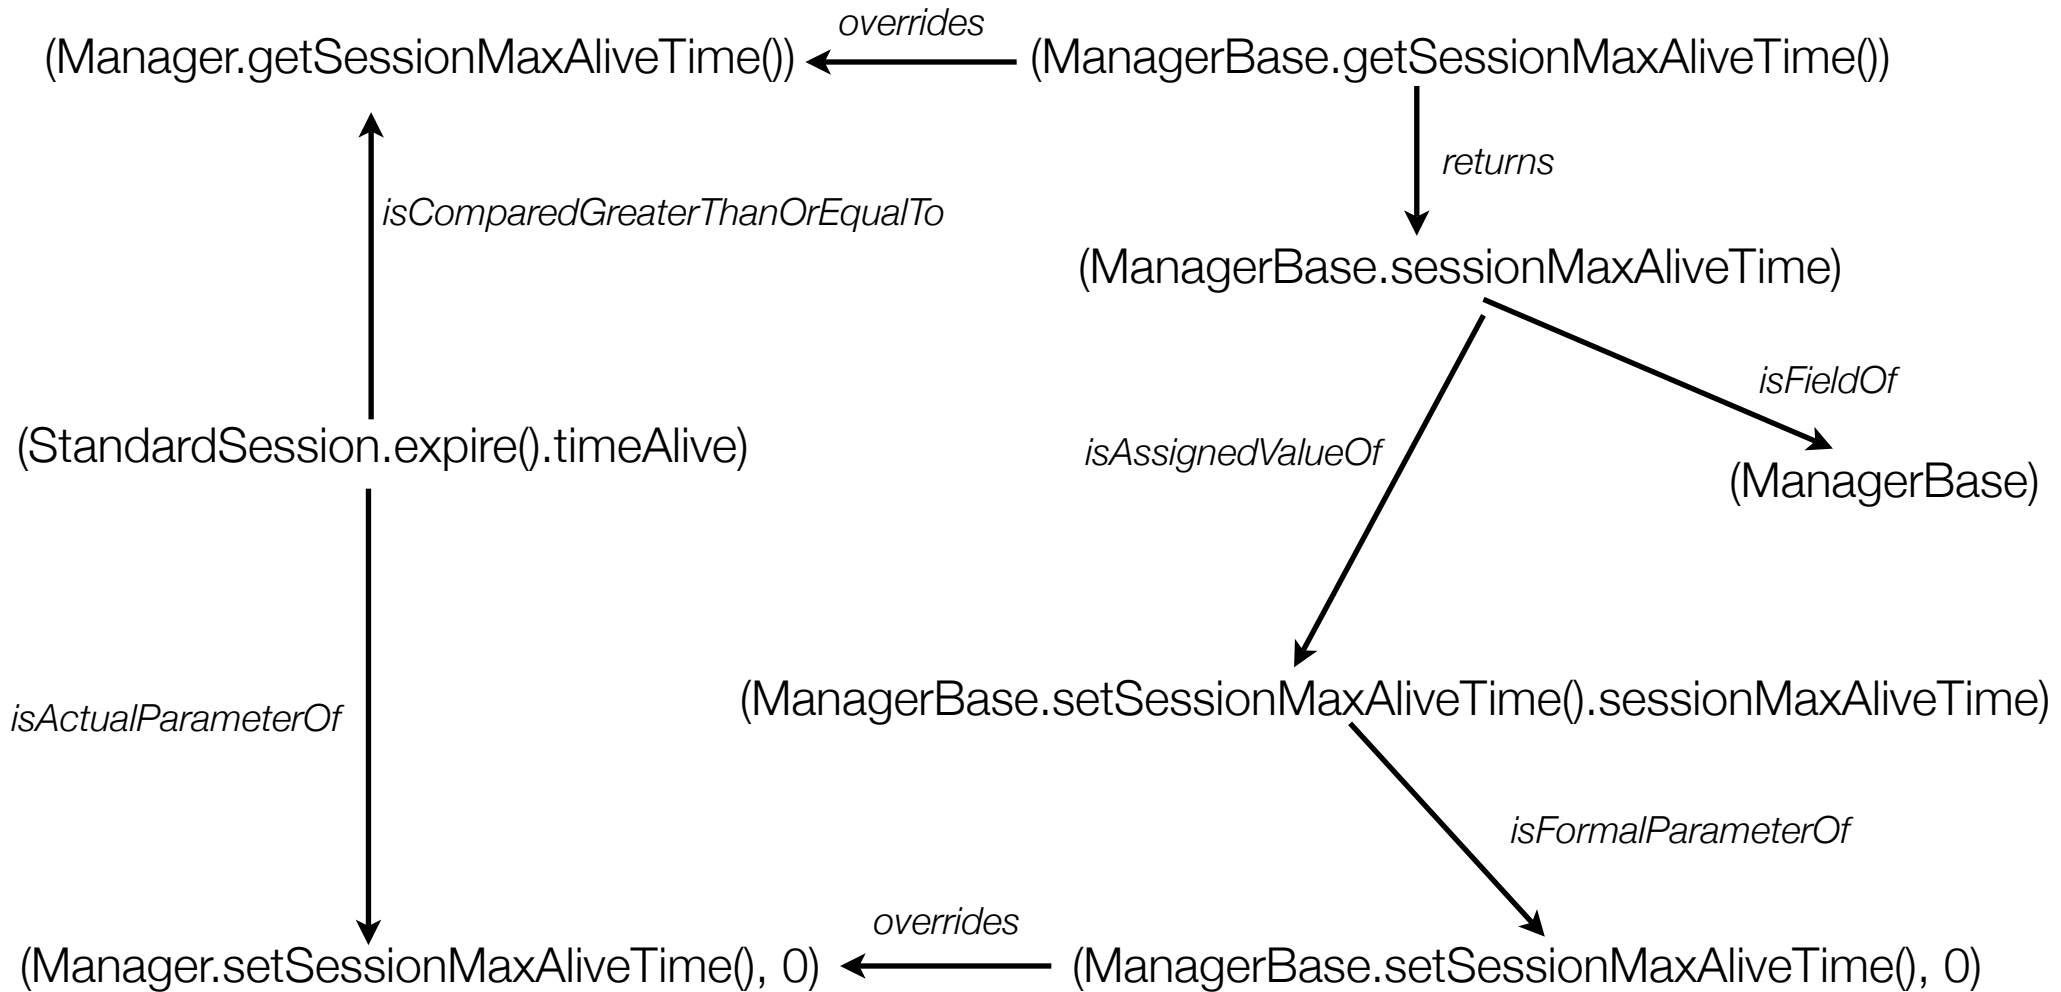 overrides
(Manager.getSessionMaxAliveTime())
(ManagerBase.getSessionMaxAliveTime())
returns
isComparedGreaterThanOrEqualTo
(ManagerBase.sessionMaxAliveTime)
isFieldOf
(StandardSession.expire().timeAlive)
isAssignedValueOf
(ManagerBase)
(ManagerBase.setSessionMaxAliveTime().sessionMaxAliveTime)
isActualParameterOf
isFormalParameterOf
overrides
(Manager.setSessionMaxAliveTime(), 0)
(ManagerBase.setSessionMaxAliveTime(), 0)